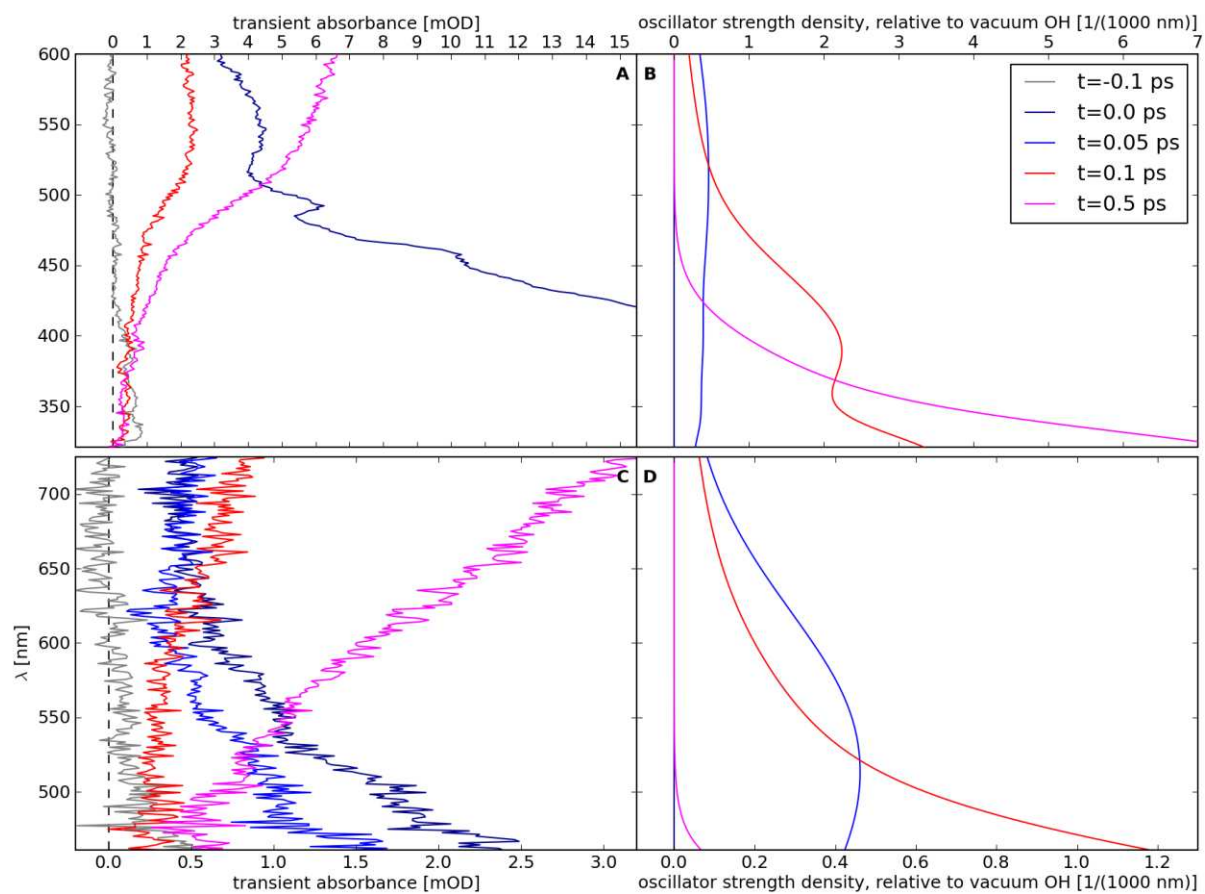 transient absorbance [mOD]
0 1 2 3 4 5 6 7 8 9 10 11 12 13 14 15
oscillator strength density, relative to vacuum OH [1/(1000 nm)]
0 1 2 3 4 5 6 7
A
B
600
550
500
450
400
350
t=-0.1 ps
t=0.0 ps
t=0.05 ps
t=0.1 ps
t=0.5 ps
C
D
700
650
600
550
500
λ [nm]
0.0 0.5 1.0 1.5 2.0 2.5 3.0
transient absorbance [mOD]
0.0 0.2 0.4 0.6 0.8 1.0 1.2
oscillator strength density, relative to vacuum OH [1/(1000 nm)]